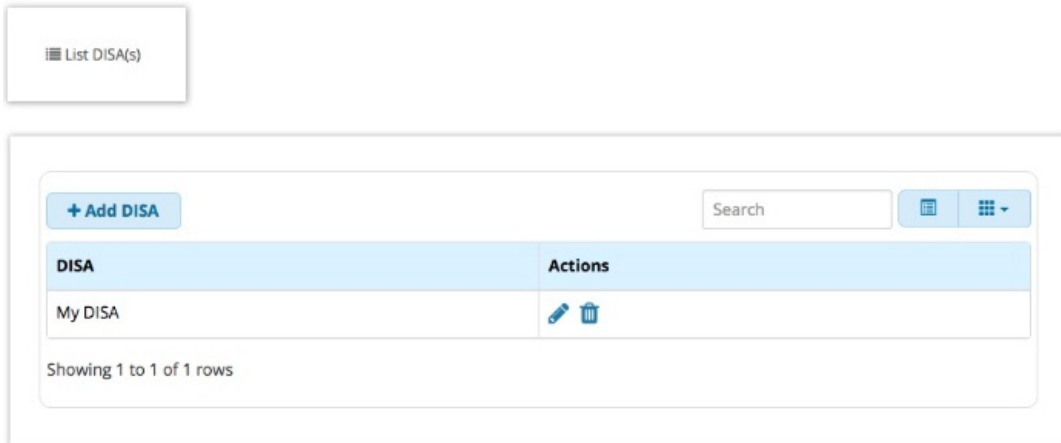 List DISA(s)
+ Add DISA
Search
DISA Actions
My DISA
Showing 1 to 1 of 1 rows